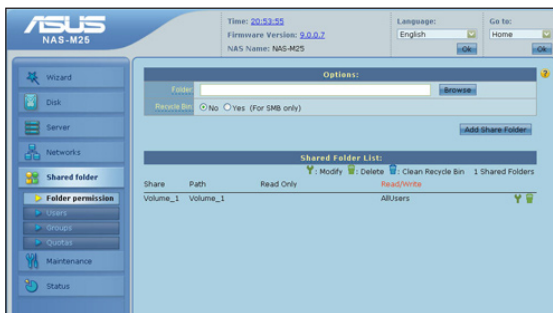 ASUS
NAS-M25
Time: 20:53:55
Firmware Version: 9.0.0.7
NAS Name: NAS-M25
Language:
English
Ok
Go to:
Home
Ok
Wizard
Disk
Server
Networks
Shared folder
Folder permission
Users
Groups
Quotas
Maintenance
Status
Options:
Folder
Browse
Recycle Bin: No Yes (For SMB only)
Add Share Folder
Shared Folder List:
: Modify : Delete : Clean Recycle Bin 1 Shared Folders
Share Path Read Only Read/Write
Volume_1 Volume_1 AllUsers